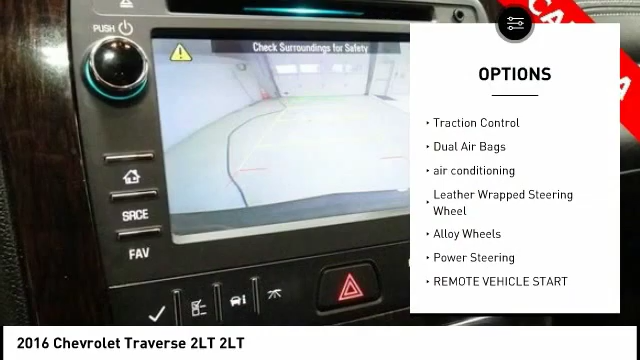 PUSH
Check Surroundings for Safety
SRCE
FAV
OPTIONS
Traction Control
Dual Air Bags
air conditioning
Leather Wrapped Steering
Wheel
Alloy Wheels
Power Steering
REMOTE VEHICLE START
2016 Chevrolet Traverse 2LT 2LT